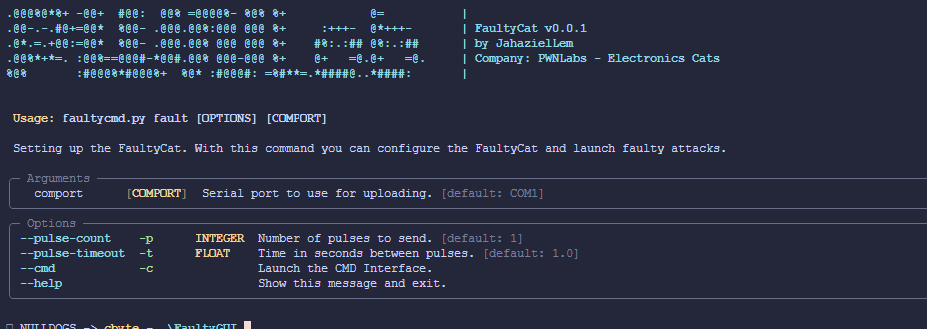 FaultyCat v0.0.1
by JahazielLem
Company: PWNLabs - Electronics Cats
Usage: faultycmd.py fault [OPTIONS] [COMPORT]
Setting up the FaultyCat. With this command you can configure the FaultyCat and launch faulty attacks.
Arguments
comport [COMPORT] Serial port to use for uploading. [default: COM1]
Options
--pulse-count -p INTEGER Number of pulses to send. [default: 1]
--pulse-timeout -t FLOAT Time in seconds between pulses. [default: 1.0]
--cmd -c Launch the CMD Interface.
--help Show this message and exit.
NULLDOGS -> cbyte - .\FaultyGUI